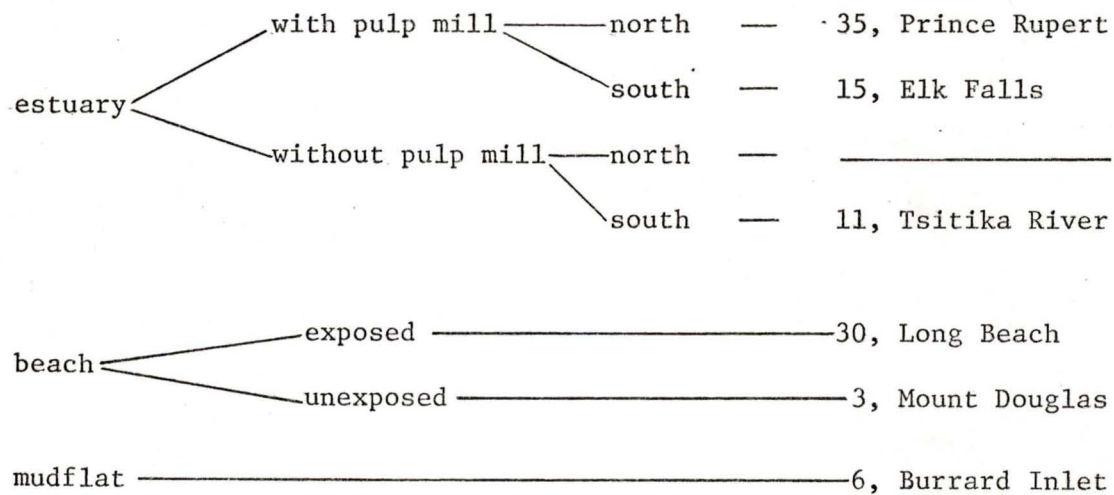 with pulp mill north — 35, Prince Rupert
south — 15, Elk Falls
estuary
without pulp mill north —
south — 11, Tsitika River
exposed 30, Long Beach
beach
unexposed 3, Mount Douglas
mudflat 6, Burrard Inlet